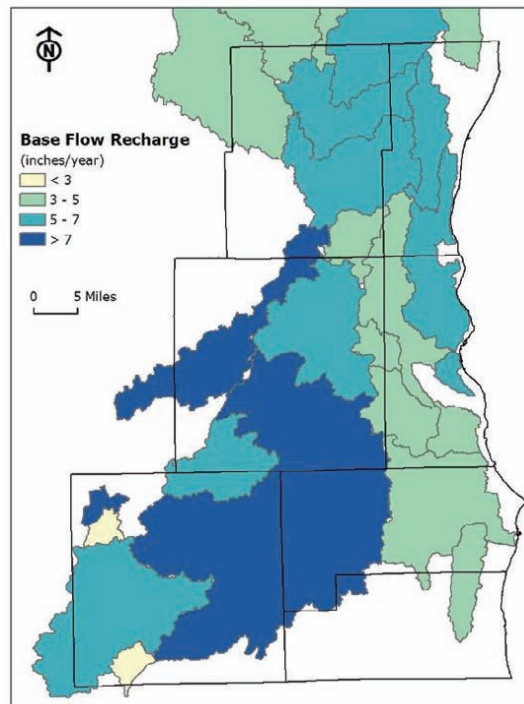 N
Base Flow Recharge
(inches/year)
< 3
3 - 5
5 - 7
> 7
0 5 Miles